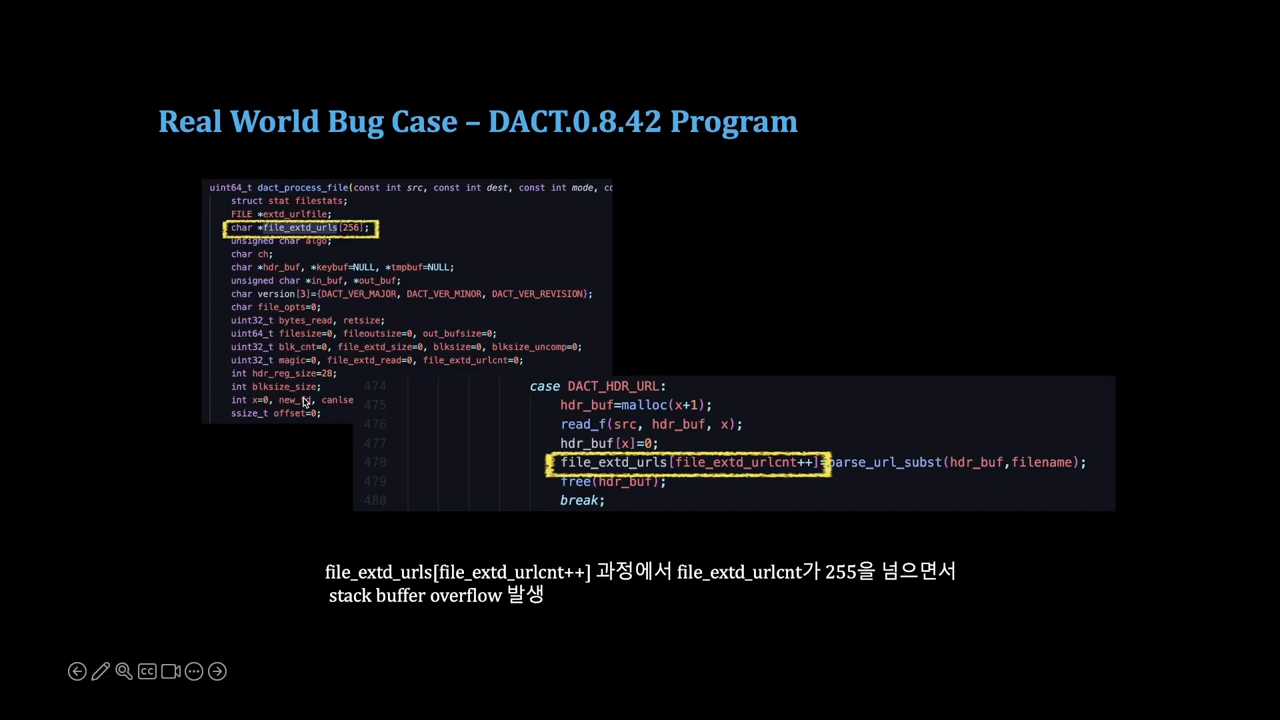 Real World Bug Case – DACT.0.8.42 Program
uint64_t dact_process_file(const int src, const int dest, const int mode, co
struct stat filestats;
FILE *extd_urlfile;
char *file_extd_urls[256];
unsigned char algo;
char ch;
char *hdr_buf, *keybuf=NULL, *tmpbuf=NULL;
unsigned char *in_buf, *out_buf;
char version[3]={DACT_VER_MAJOR, DACT_VER_MINOR, DACT_VER_REVISION};
char file_opts=0;
uint32_t bytes_read, retsize;
uint64_t filesize=0, fileoutsize=0, out_bufsize=0;
uint32_t blk_cnt=0, file_extd_size=0, blksize=0, blksize_uncomp=0;
uint32_t magic=0, file_extd_read=0, file_extd_urlcnt=0;
int hdr_reg_size=28;
int blksize_size;
int x=0, new_fd, canlse
ssize_t offset=0;
474 case DACT_HDR_URL:
475 hdr_buf=malloc(x+1);
476 read_f(src, hdr_buf, x);
477 hdr_buf[x]=0;
478 file_extd_urls[file_extd_urlcnt++]=parse_url_subst(hdr_buf,filename);
479 free(hdr_buf);
480 break;
file_extd_urls[file_extd_urlcnt++] 과정에서 file_extd_urlcnt가 255을 넘으면서
stack buffer overflow 발생
CC